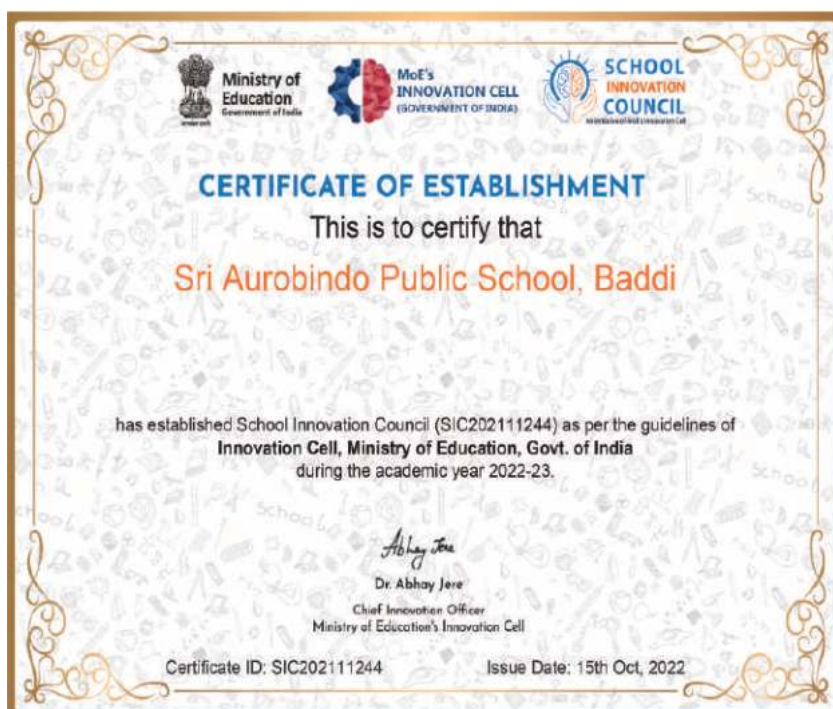 Ministry of
Education
Government of India
MoE's
INNOVATION CELL
(GOVERNMENT OF INDIA)
SCHOOL
INNOVATION
COUNCIL
CERTIFICATE OF ESTABLISHMENT
This is to certify that
Sri Aurobindo Public School, Baddi
has established School Innovation Council (SIC202111244) as per the guidelines of
Innovation Cell, Ministry of Education, Govt. of India
during the academic year 2022-23.
Abhay Jere
Dr. Abhay Jere
Chief Innovation Officer
Ministry of Education's Innovation Cell
Certificate ID: SIC202111244
Issue Date: 15th Oct, 2022